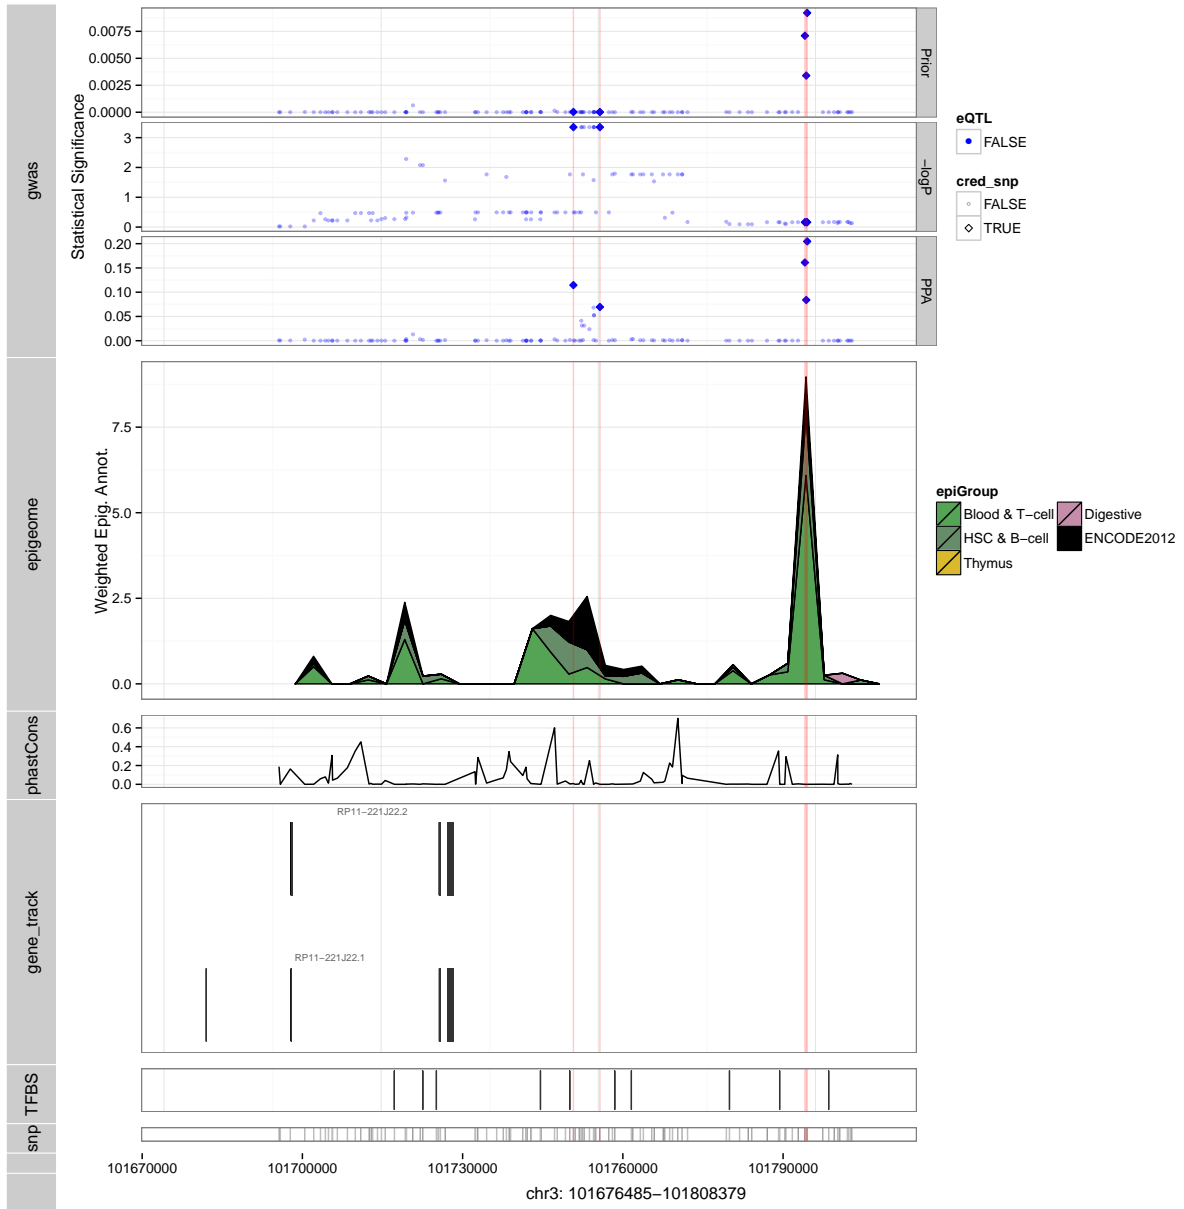 gwas
Statistical Significance
0.0075
0.0050
0.0025
0.0000
Prior
3
2
1
0
−logP
0.20
0.15
0.10
0.05
0.00
PPA
eQTL
FALSE
cred_snp
FALSE
TRUE
epigeome
Weighted Epig. Annot.
7.5
5.0
2.5
0.0
epiGroup
Blood & T−cell
HSC & B−cell
Thymus
Digestive
ENCODE2012
phastCons
0.6
0.4
0.2
0.0
gene_track
RP11−221J22.2
RP11−221J22.1
TFBS
snp
101670000 101700000 101730000 101760000 101790000
chr3: 101676485−101808379